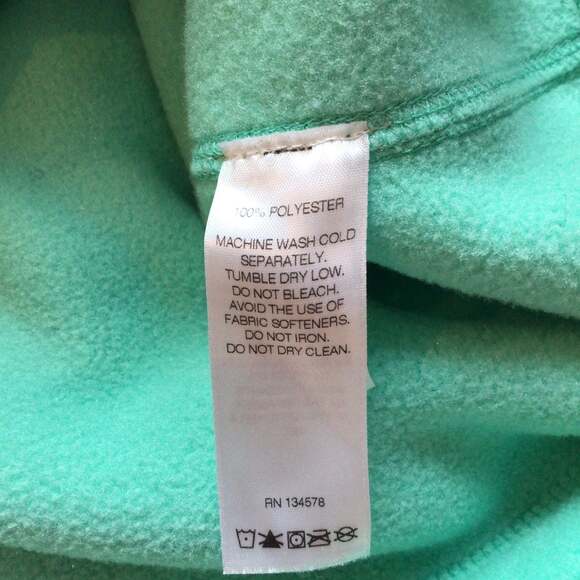 100% POLYESTER
MACHINE WASH COLD
SEPARATELY.
TUMBLE DRY LOW.
DO NOT BLEACH.
AVOID THE USE OF
FABRIC SOFTENERS.
DO NOT IRON.
DO NOT DRY CLEAN.
RN 134578